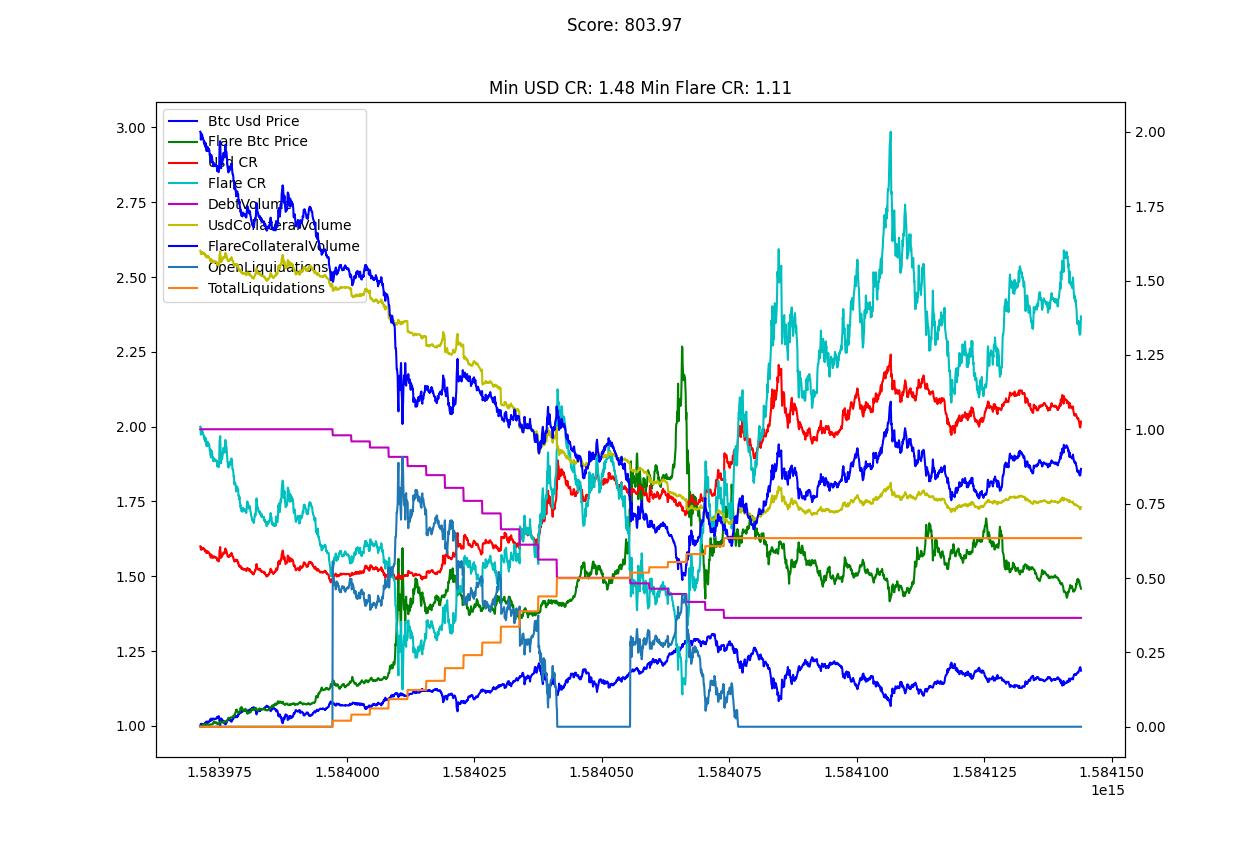 Score: 803.97
Min USD CR: 1.48 Min Flare CR: 1.11
Btc Usd Price
Flare Btc Price
Usd CR
Flare CR
DebtVolume
UsdCollateralVolume
FlareCollateralVolume
OpenLiquidations
TotalLiquidations
3.00
2.75
2.50
2.25
2.00
1.75
1.50
1.25
1.00
2.00
1.75
1.50
1.25
1.00
0.75
0.50
0.25
0.00
1.583975 1.584000 1.584025 1.584050 1.584075 1.584100 1.584125 1.584150
1e15